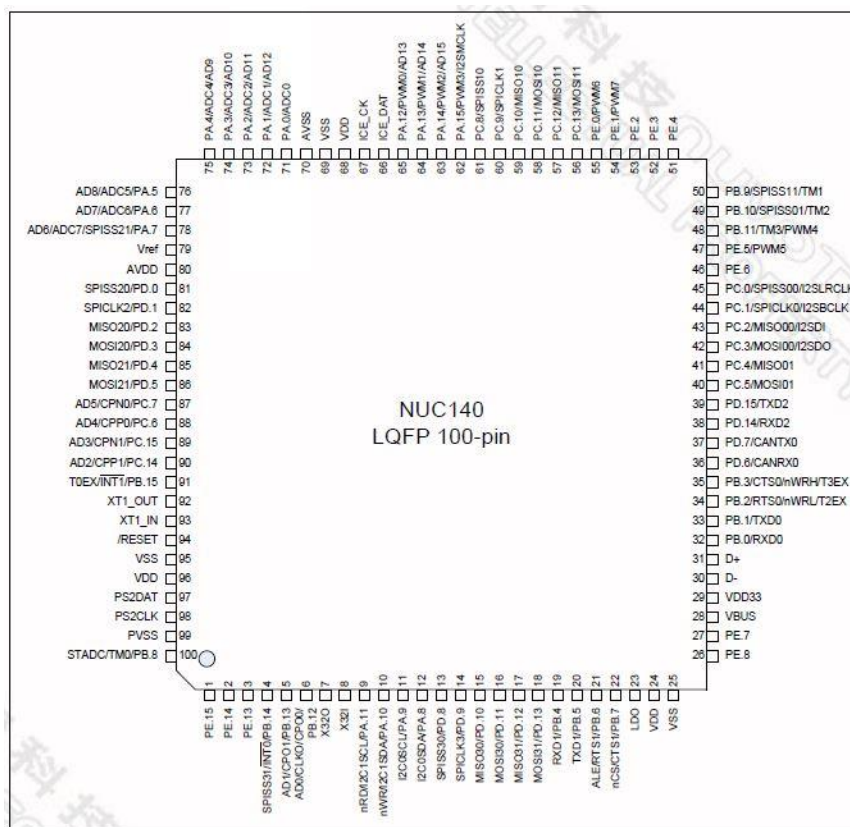 PA.4/ADC4/AD9
PA.3/ADC3/AD10
PA.2/ADC2/AD11
PA.1/ADC1/AD12
PA.0/ADC0
AVSS
VSS
VDD
ICE_CK
ICE_DAT
PA.12/PWM0/AD13
PA.13/PWM1/AD14
PA.14/PWM2/AD15
PA.15/PWM3/I2SMCLK
PC.8/SPISS10
PC.9/SPICLK1
PC.10/MISO10
PC.11/MOSI10
PC.12/MISO11
PC.13/MOSI11
PE.0/PWM6
PE.1/PWM7
PE.2
PE.3
PE.4
75 74 73 72 71 70 69 68 67 66 65 64 63 62 61 60 59 58 57 56 55 54 53 52 51
AD8/ADC5/PA.5 76
AD7/ADC6/PA.6 77
AD6/ADC7/SPISS21/PA.7 78
Vref 79
AVDD 80
SPISS20/PD.0 81
SPICLK2/PD.1 82
MISO20/PD.2 83
MOSI20/PD.3 84
MISO21/PD.4 85
MOSI21/PD.5 86
AD5/CPN0/PC.7 87
AD4/CPP0/PC.6 88
AD3/CPN1/PC.15 89
AD2/CPP1/PC.14 90
T0EX/INT1/PB.15 91
XT1_OUT 92
XT1_IN 93
/RESET 94
VSS 95
VDD 96
PS2DAT 97
PS2CLK 98
PVSS 99
STADC/TM0/PB.8 100
NUC140
LQFP 100-pin
50 PB.9/SPISS11/TM1
49 PB.10/SPISS01/TM2
48 PB.11/TM3/PWM4
47 PE.5/PWM5
46 PE.6
45 PC.0/SPISS00/I2SLRCLK
44 PC.1/SPICLK0/I2SBCLK
43 PC.2/MISO00/I2SDI
42 PC.3/MOSI00/I2SDO
41 PC.4/MISO01
40 PC.5/MOSI01
39 PD.15/TXD2
38 PD.14/RXD2
37 PD.7/CANTX0
36 PD.6/CANRX0
35 PB.3/CTS0/nWRH/T3EX
34 PB.2/RTS0/nWRL/T2EX
33 PB.1/TXD0
32 PB.0/RXD0
31 D+
30 D-
29 VDD33
28 VBUS
27 PE.7
26 PE.8
1 2 3 4 5 6 7 8 9 10 11 12 13 14 15 16 17 18 19 20 21 22 23 24 25
PE.15
PE.14
PE.13
SPISS31/INT0/PB.14
AD1/CPO1/PB.13
AD0/CLKO/CPO0/
PB.12
X32O
X32I
nRD/I2C1SCL/PA.11
nWR/I2C1SDA/PA.10
I2C0SCL/PA.9
I2C0SDA/PA.8
SPISS30/PD.8
SPICLK3/PD.9
MISO30/PD.10
MOSI30/PD.11
MISO31/PD.12
MOSI31/PD.13
RXD1/PB.4
TXD1/PB.5
ALE/RTS1/PB.6
nCS/CTS1/PB.7
LDO
VDD
VSS
科技
科技